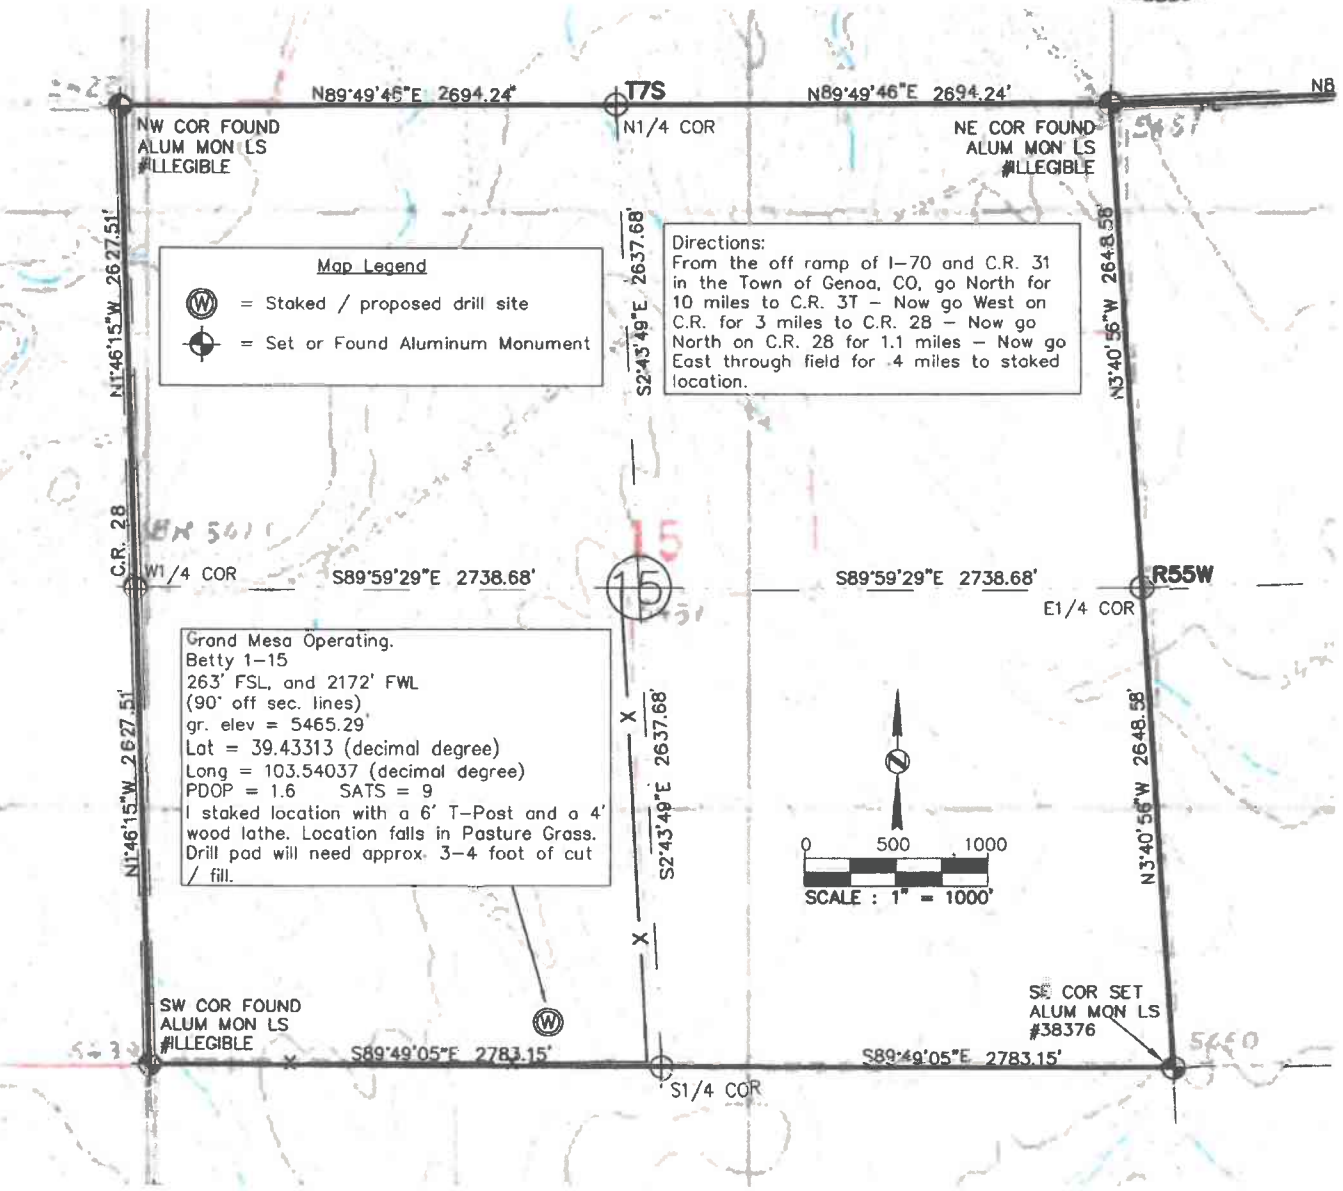 N89°49'46"E 2694.24'
T7S
N89°49'46"E 2694.24'
N8
NW COR FOUND
ALUM MON LS
#ILLEGIBLE
N1/4 COR
NE COR FOUND
ALUM MON LS
#ILLEGIBLE
5451
N1°46'15"W 2627.51'
S2°43'49"E 2637.68'
N3°40'56"W 2648.58'
Map Legend
W = Staked / proposed drill site
= Set or Found Aluminum Monument
Directions:
From the off ramp of I-70 and C.R. 31
in the Town of Genoa, CO, go North for
10 miles to C.R. 3T - Now go West on
C.R. for 3 miles to C.R. 28 - Now go
North on C.R. 28 for 1.1 miles - Now go
East through field for .4 miles to staked
location.
C.R. 28
15
W1/4 COR
S89°59'29"E 2738.68'
15
S89°59'29"E 2738.68'
R55W
E1/4 COR
Grand Mesa Operating.
Betty 1-15
263' FSL, and 2172' FWL
(90° off sec. lines)
gr. elev = 5465.29'
Lat = 39.43313 (decimal degree)
Long = 103.54037 (decimal degree)
PDOP = 1.6 SATS = 9
I staked location with a 6' T-Post and a 4'
wood lathe. Location falls in Pasture Grass.
Drill pad will need approx. 3-4 foot of cut
/ fill.
N1°46'15"W 2627.51'
X
X
S2°43'49"E 2637.68'
N3°40'56"W 2648.58'
0 500 1000
SCALE : 1" = 1000'
SW COR FOUND
ALUM MON LS
#ILLEGIBLE
W
SE COR SET
ALUM MON LS
#38376
S89°49'05"E 2783.15'
S89°49'05"E 2783.15'
5460
S1/4 COR